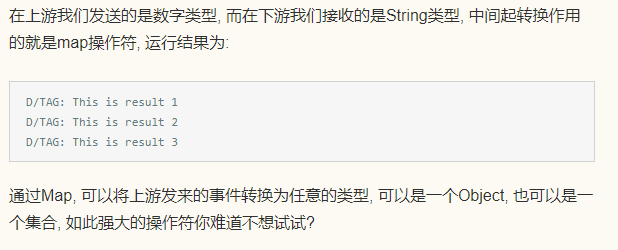 在上游我们发送的是数字类型, 而在下游我们接收的是String类型, 中间起转换作用
的就是map操作符, 运行结果为:
D/TAG: This is result 1
D/TAG: This is result 2
D/TAG: This is result 3
通过Map, 可以将上游发来的事件转换为任意的类型, 可以是一个Object, 也可以是一
个集合, 如此强大的操作符你难道不想试试?